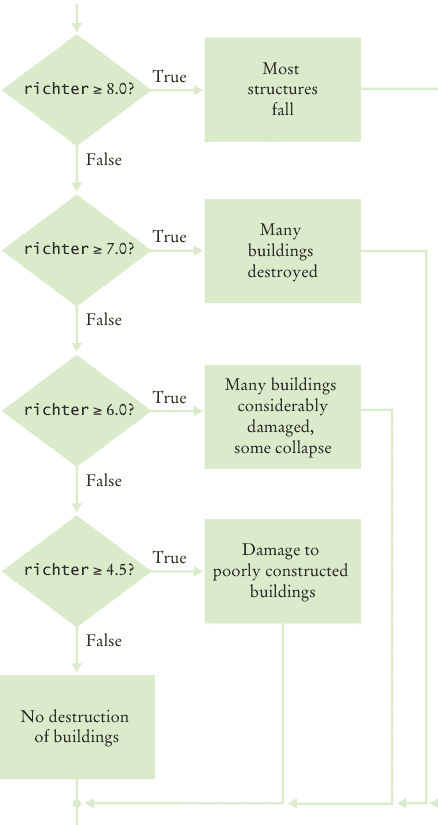 richter ≥ 8.0?
True
Most
structures
fall
False
richter ≥ 7.0?
True
Many
buildings
destroyed
False
richter ≥ 6.0?
True
Many buildings
considerably
damaged,
some collapse
False
richter ≥ 4.5?
True
Damage to
poorly constructed
buildings
False
No destruction
of buildings